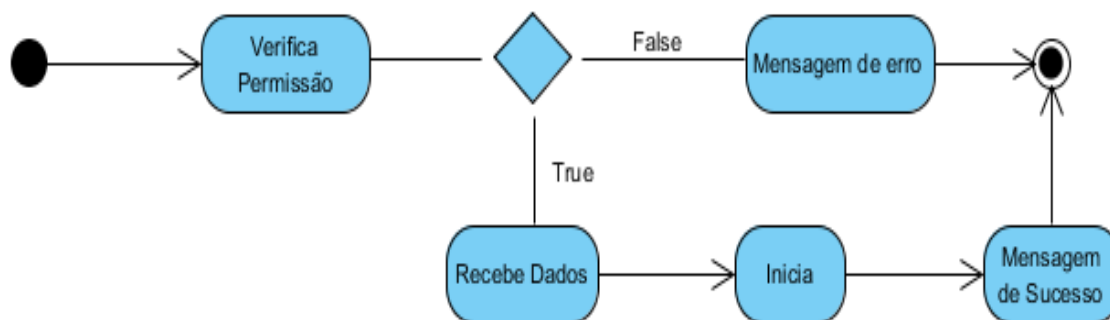 Verifica
Permissão
False
Mensagem de erro
True
Recebe Dados
Inicia
Mensagem
de Sucesso